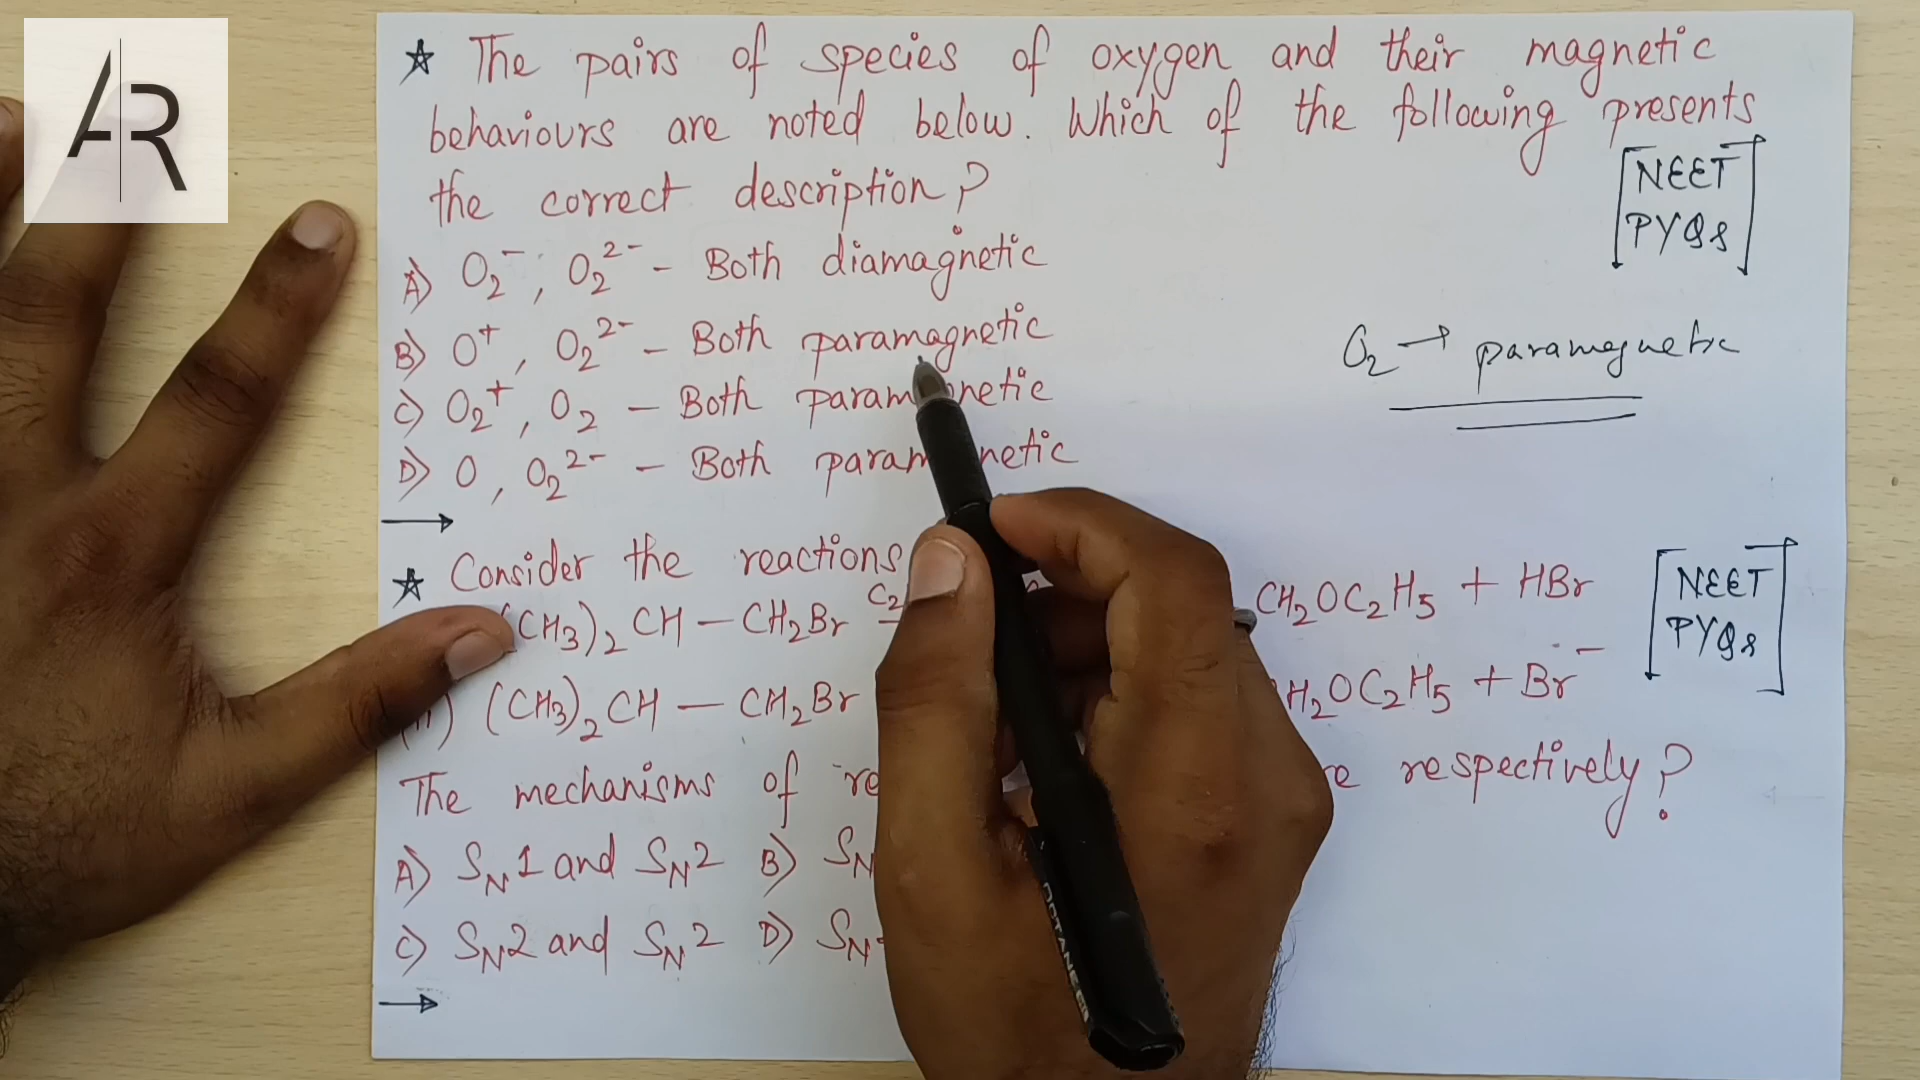 AR
☆ The pairs of species of oxygen and their magnetic
behaviours are noted below. Which of the following presents
the correct description?
[NEET
PYQs]
A) O₂⁻, O₂²⁻ - Both diamagnetic
B) O⁺, O₂²⁻ - Both paramagnetic
O₂ → paramagnetic
C) O₂⁺, O₂ - Both
D) O, O₂²⁻ - Both
→
☆ Consider the reactions
(CH₃)₂CH - CH₂Br CH₂OC₂H₅ + HBr
[NEET
PYQs]
(CH₃)₂CH - CH₂Br H₂OC₂H₅ + Br⁻
The mechanisms of respectively?
A) SN1 and SN2 B) SN
C) SN2 and SN2 D) SN
→
OCTANE